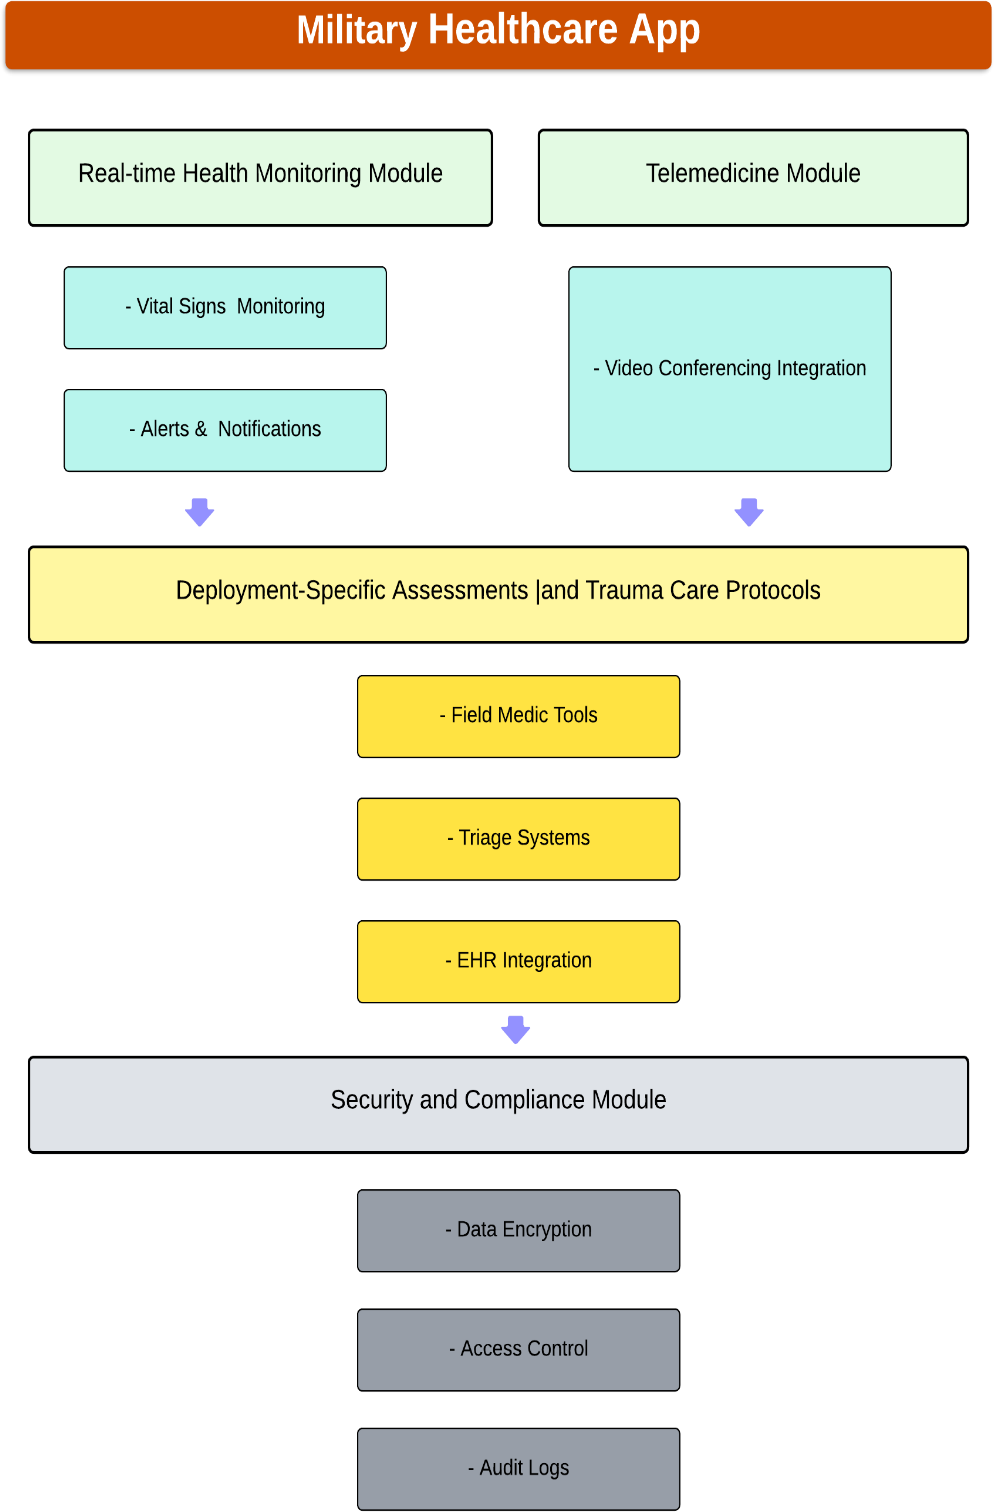 Military Healthcare App
Real-time Health Monitoring Module
Telemedicine Module
- Vital Signs  Monitoring
- Video Conferencing Integration
- Alerts &  Notifications
Deployment-Specific Assessments |and Trauma Care Protocols
- Field Medic Tools
- Triage Systems
- EHR Integration
Security and Compliance Module
- Data Encryption
- Access Control
- Audit Logs